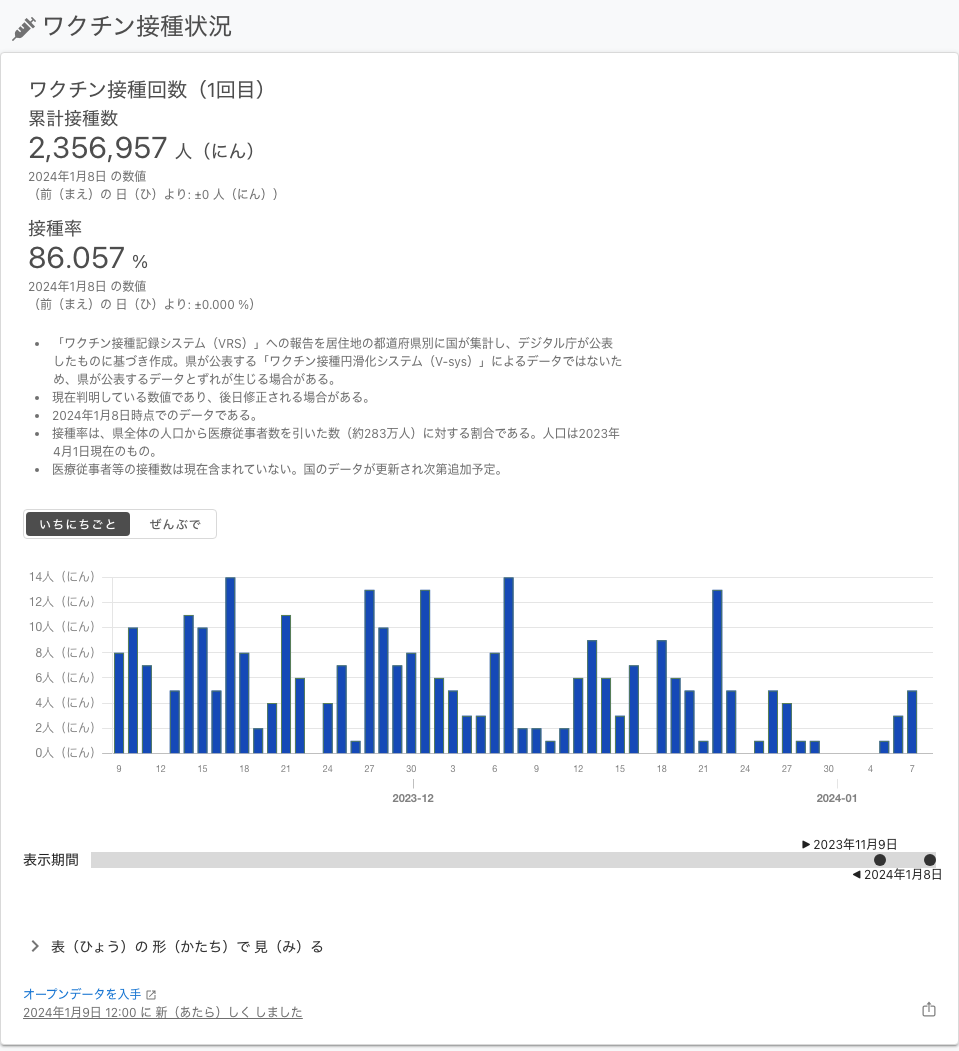 ワクチン接種状況
ワクチン接種回数（1回目）
累計接種数
2,356,957 人（にん）
2024年1月8日 の数値
（前（まえ）の 日（ひ）より: ±0 人（にん））
接種率
86.057 %
2024年1月8日 の数値
（前（まえ）の 日（ひ）より: ±0.000 %）
「ワクチン接種記録システム（VRS）」への報告を居住地の都道府県別に国が集計し、デジタル庁が公表
したものに基づき作成。県が公表する「ワクチン接種円滑化システム（V-sys）」によるデータではないた
め、県が公表するデータとずれが生じる場合がある。
現在判明している数値であり、後日修正される場合がある。
2024年1月8日時点でのデータである。
接種率は、県全体の人口から医療従事者数を引いた数（約283万人）に対する割合である。人口は2023年
4月1日現在のもの。
医療従事者等の接種数は現在含まれていない。国のデータが更新され次第追加予定。
いちにちごと ぜんぶで
14人（にん）
12人（にん）
10人（にん）
8人（にん）
6人（にん）
4人（にん）
2人（にん）
0人（にん）
9 12 15 18 21 24 27 30 3 6 9 12 15 18 21 24 27 30 4 7
2023-12 2024-01
2023年11月9日
表示期間
2024年1月8日
表（ひょう）の 形（かたち）で 見（み）る
オープンデータを入手
2024年1月9日 12:00 に 新（あたら）しく しました